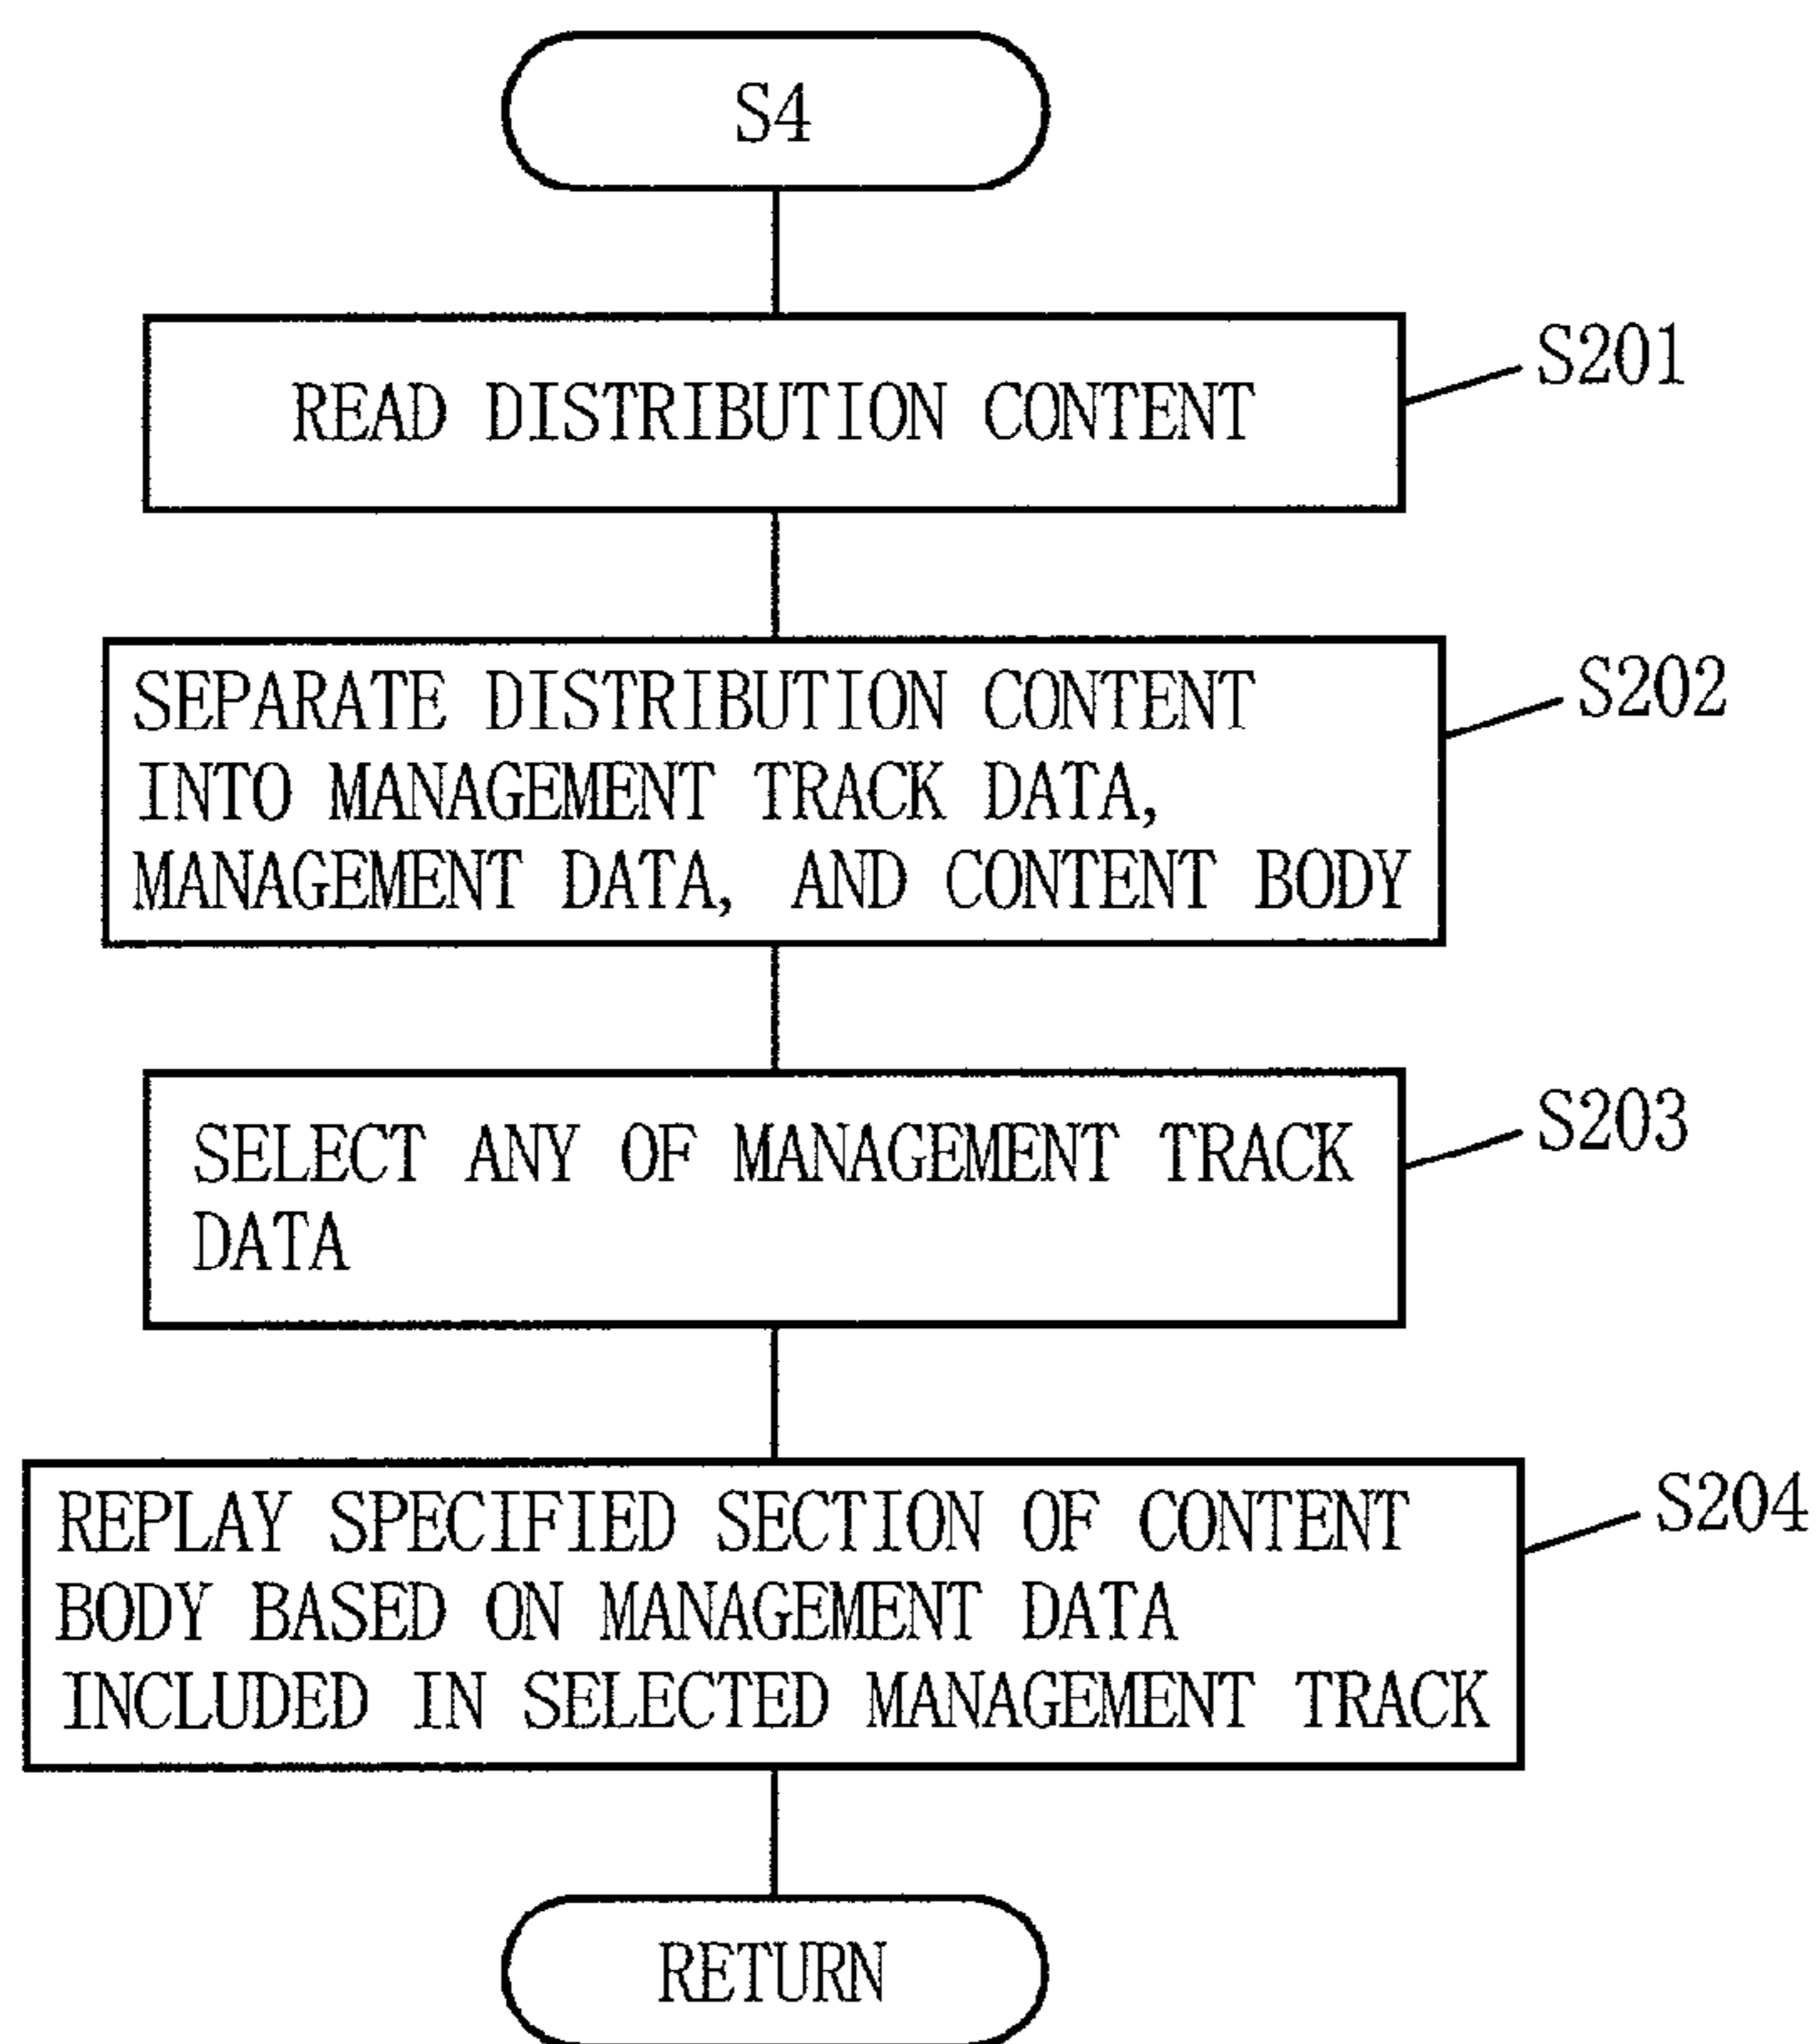 S4
READ DISTRIBUTION CONTENT
S201
SEPARATE DISTRIBUTION CONTENT
INTO MANAGEMENT TRACK DATA,
MANAGEMENT DATA, AND CONTENT BODY
S202
SELECT ANY OF MANAGEMENT TRACK
DATA
S203
REPLAY SPECIFIED SECTION OF CONTENT
BODY BASED ON MANAGEMENT DATA
INCLUDED IN SELECTED MANAGEMENT TRACK
S204
RETURN